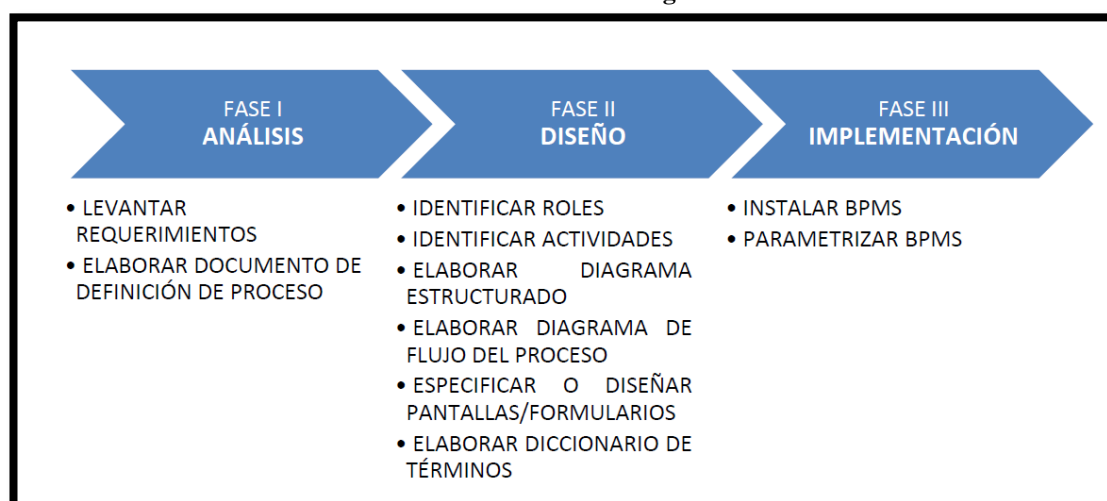 FASE I
ANÁLISIS
FASE II
DISEÑO
FASE III
IMPLEMENTACIÓN
• LEVANTAR
REQUERIMIENTOS
• ELABORAR DOCUMENTO DE
DEFINICIÓN DE PROCESO
• IDENTIFICAR ROLES
• IDENTIFICAR ACTIVIDADES
• ELABORAR DIAGRAMA
ESTRUCTURADO
• ELABORAR DIAGRAMA DE
FLUJO DEL PROCESO
• ESPECIFICAR O DISEÑAR
PANTALLAS/FORMULARIOS
• ELABORAR DICCIONARIO DE
TÉRMINOS
• INSTALAR BPMS
• PARAMETRIZAR BPMS